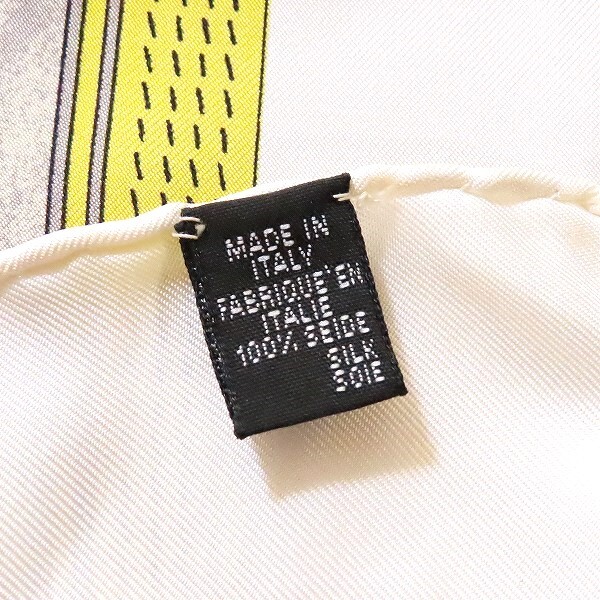 MADE IN
ITALY
FABRIQUE'EN
ITALIE
100% SEIDE
SILK
SOIE